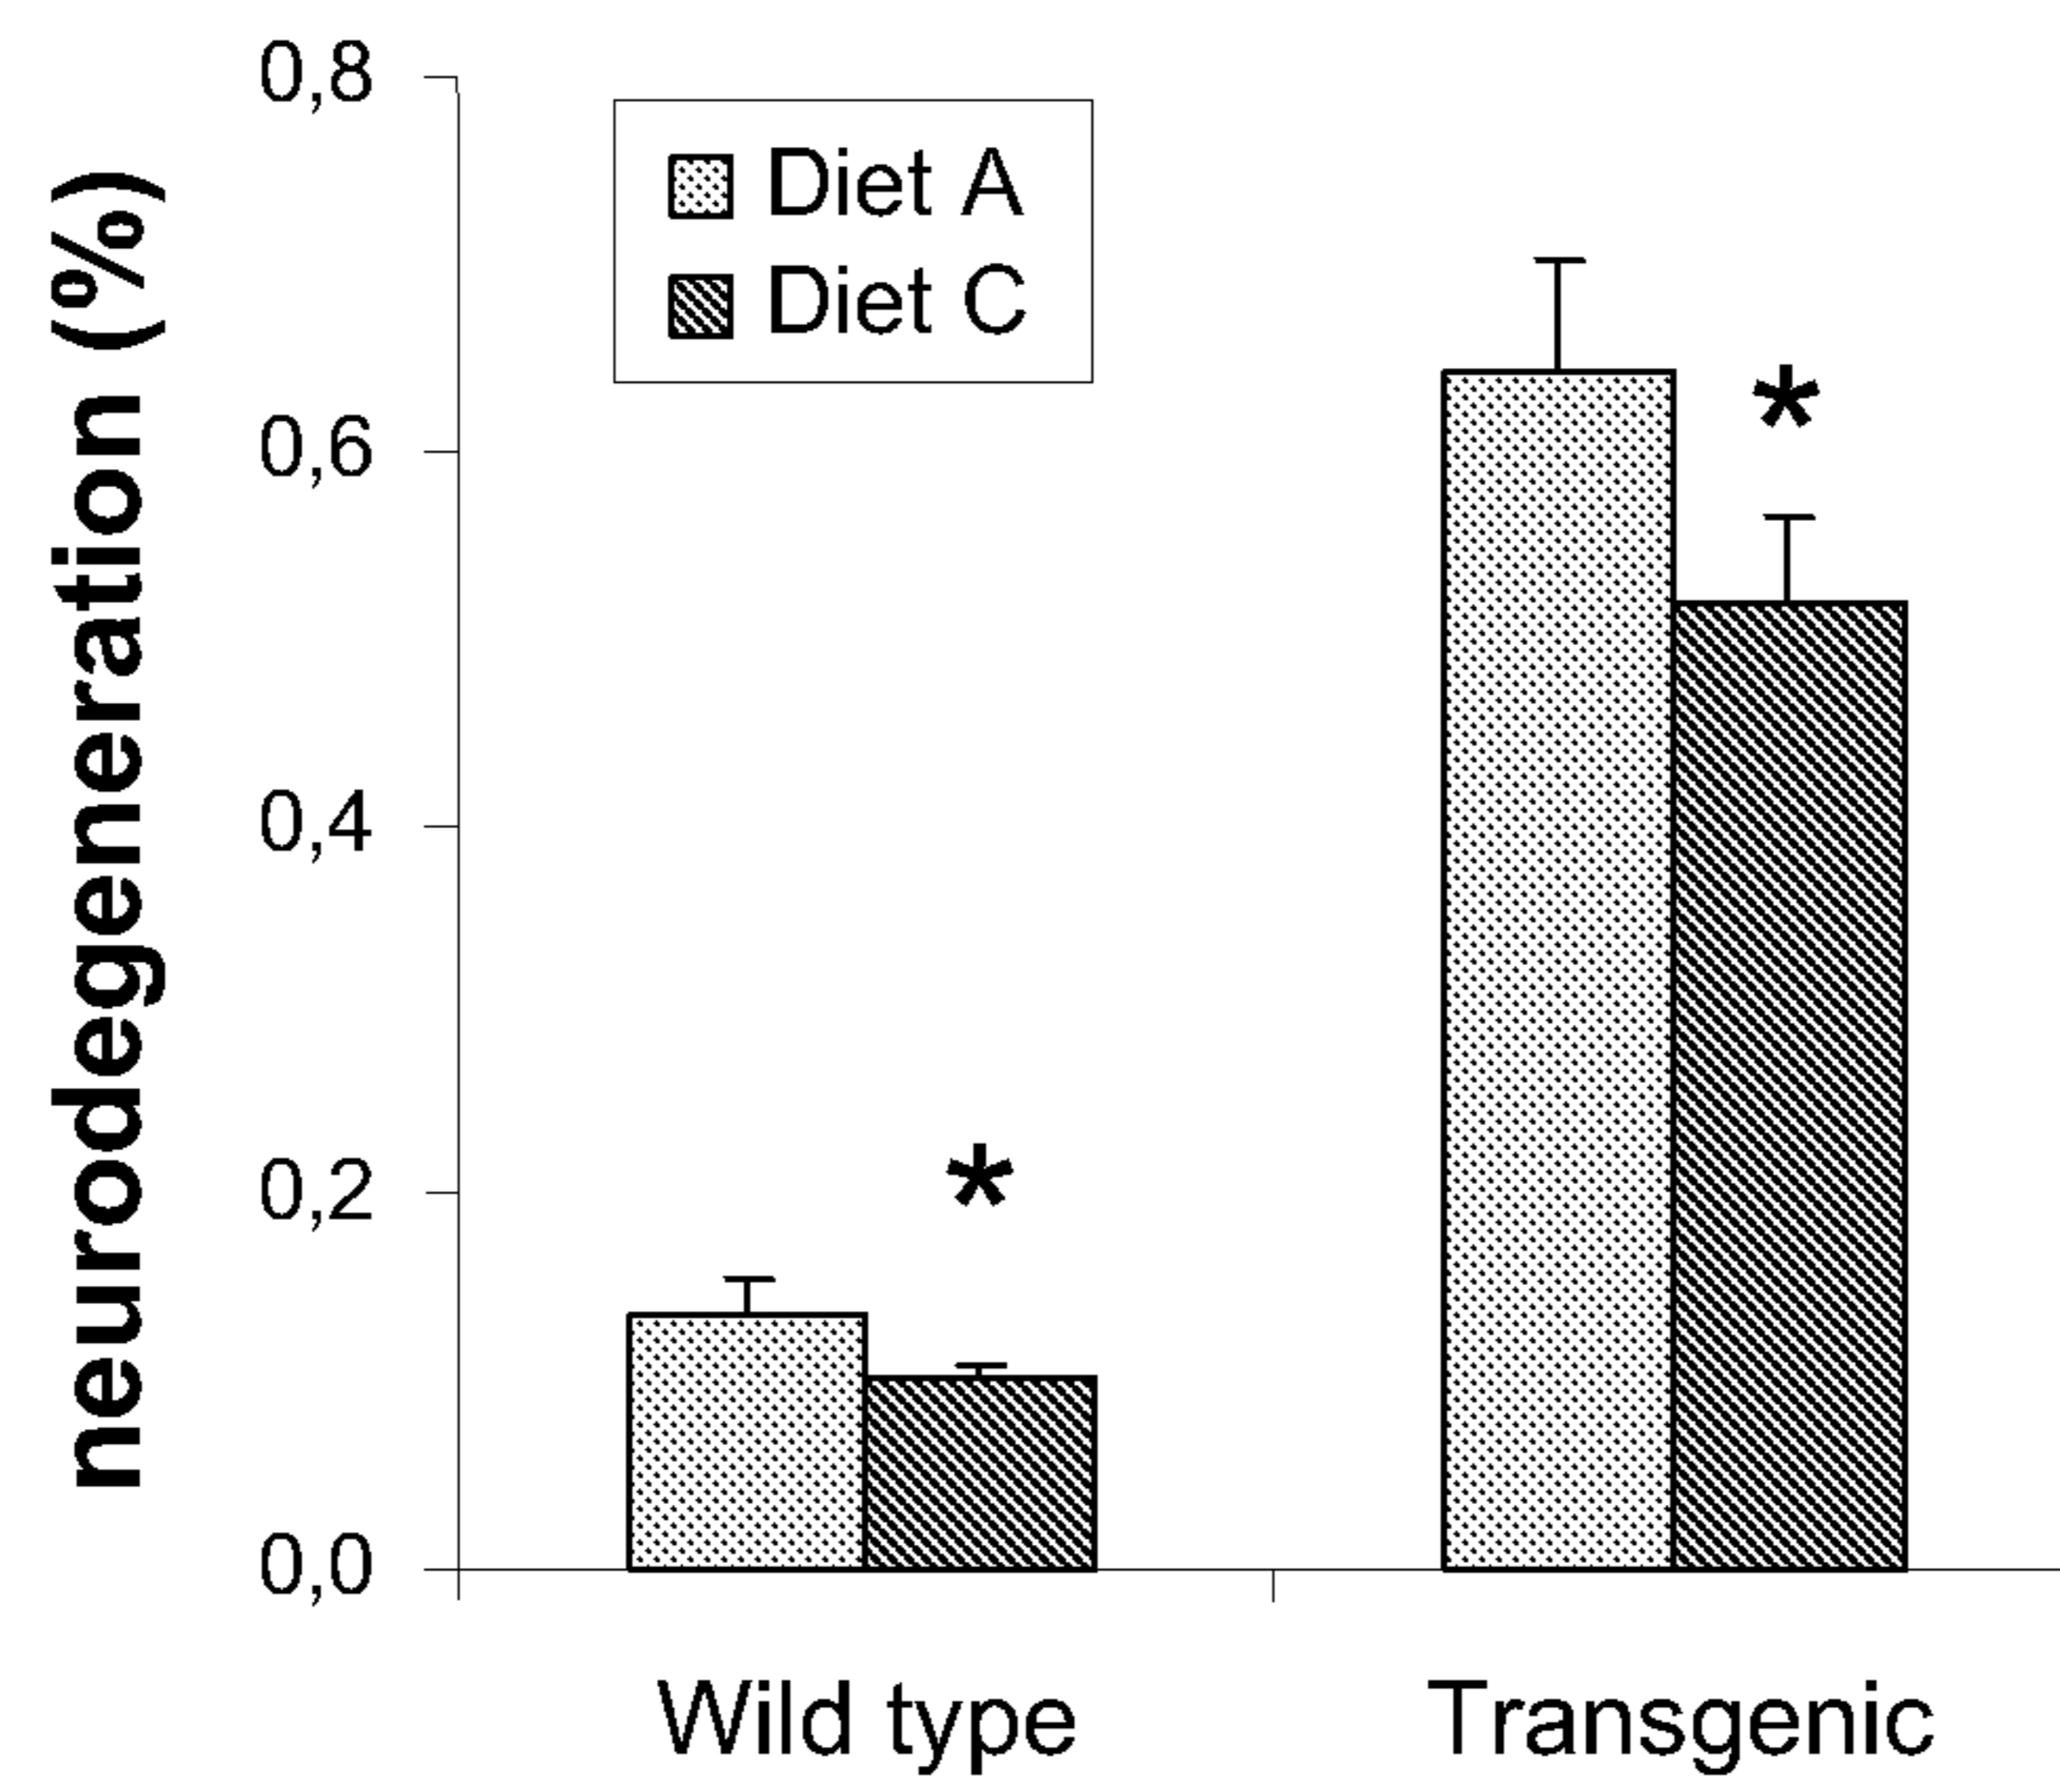 neurodegeneration (%)
0,8
0,6
0,4
0,2
0,0
Diet A
Diet C
*
*
Wild type
Transgenic